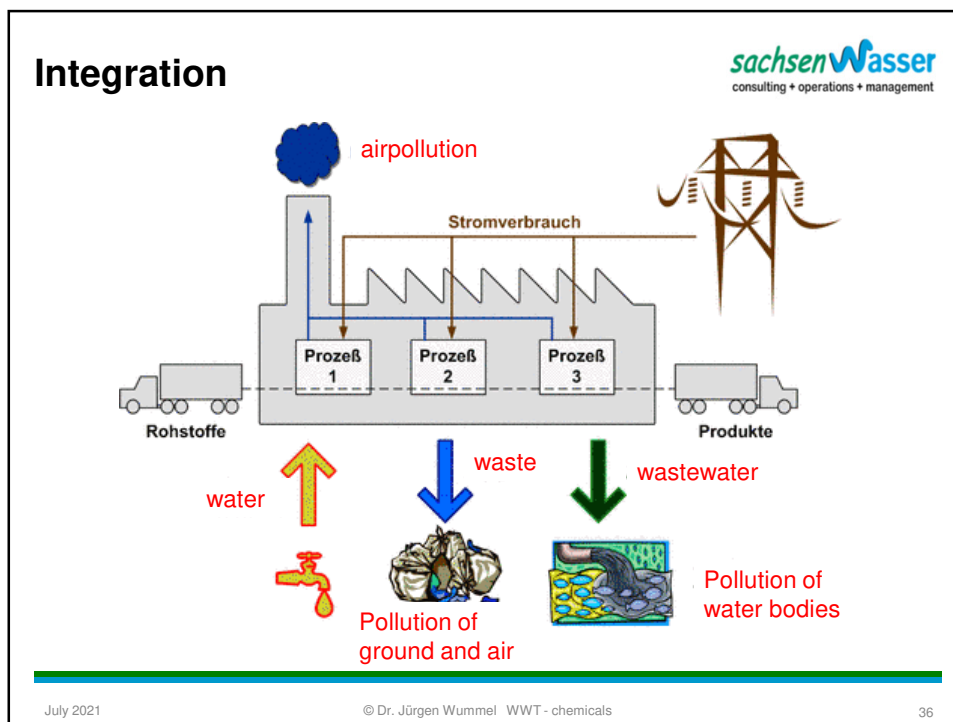 Integration
sachsenWasser
consulting + operations + management
airpollution
Stromverbrauch
Prozeß
1
Prozeß
2
Prozeß
3
Rohstoffe
Produkte
water
waste
wastewater
Pollution of
ground and air
Pollution of
water bodies
July 2021
© Dr. Jürgen Wummel WWT - chemicals
36